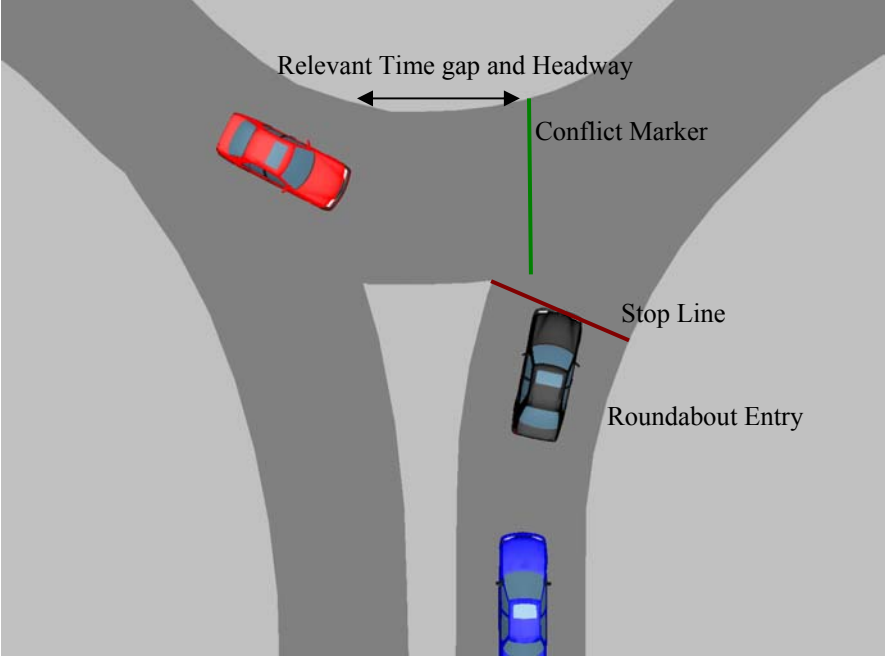 Relevant Time gap and Headway
Conflict Marker
Stop Line
Roundabout Entry